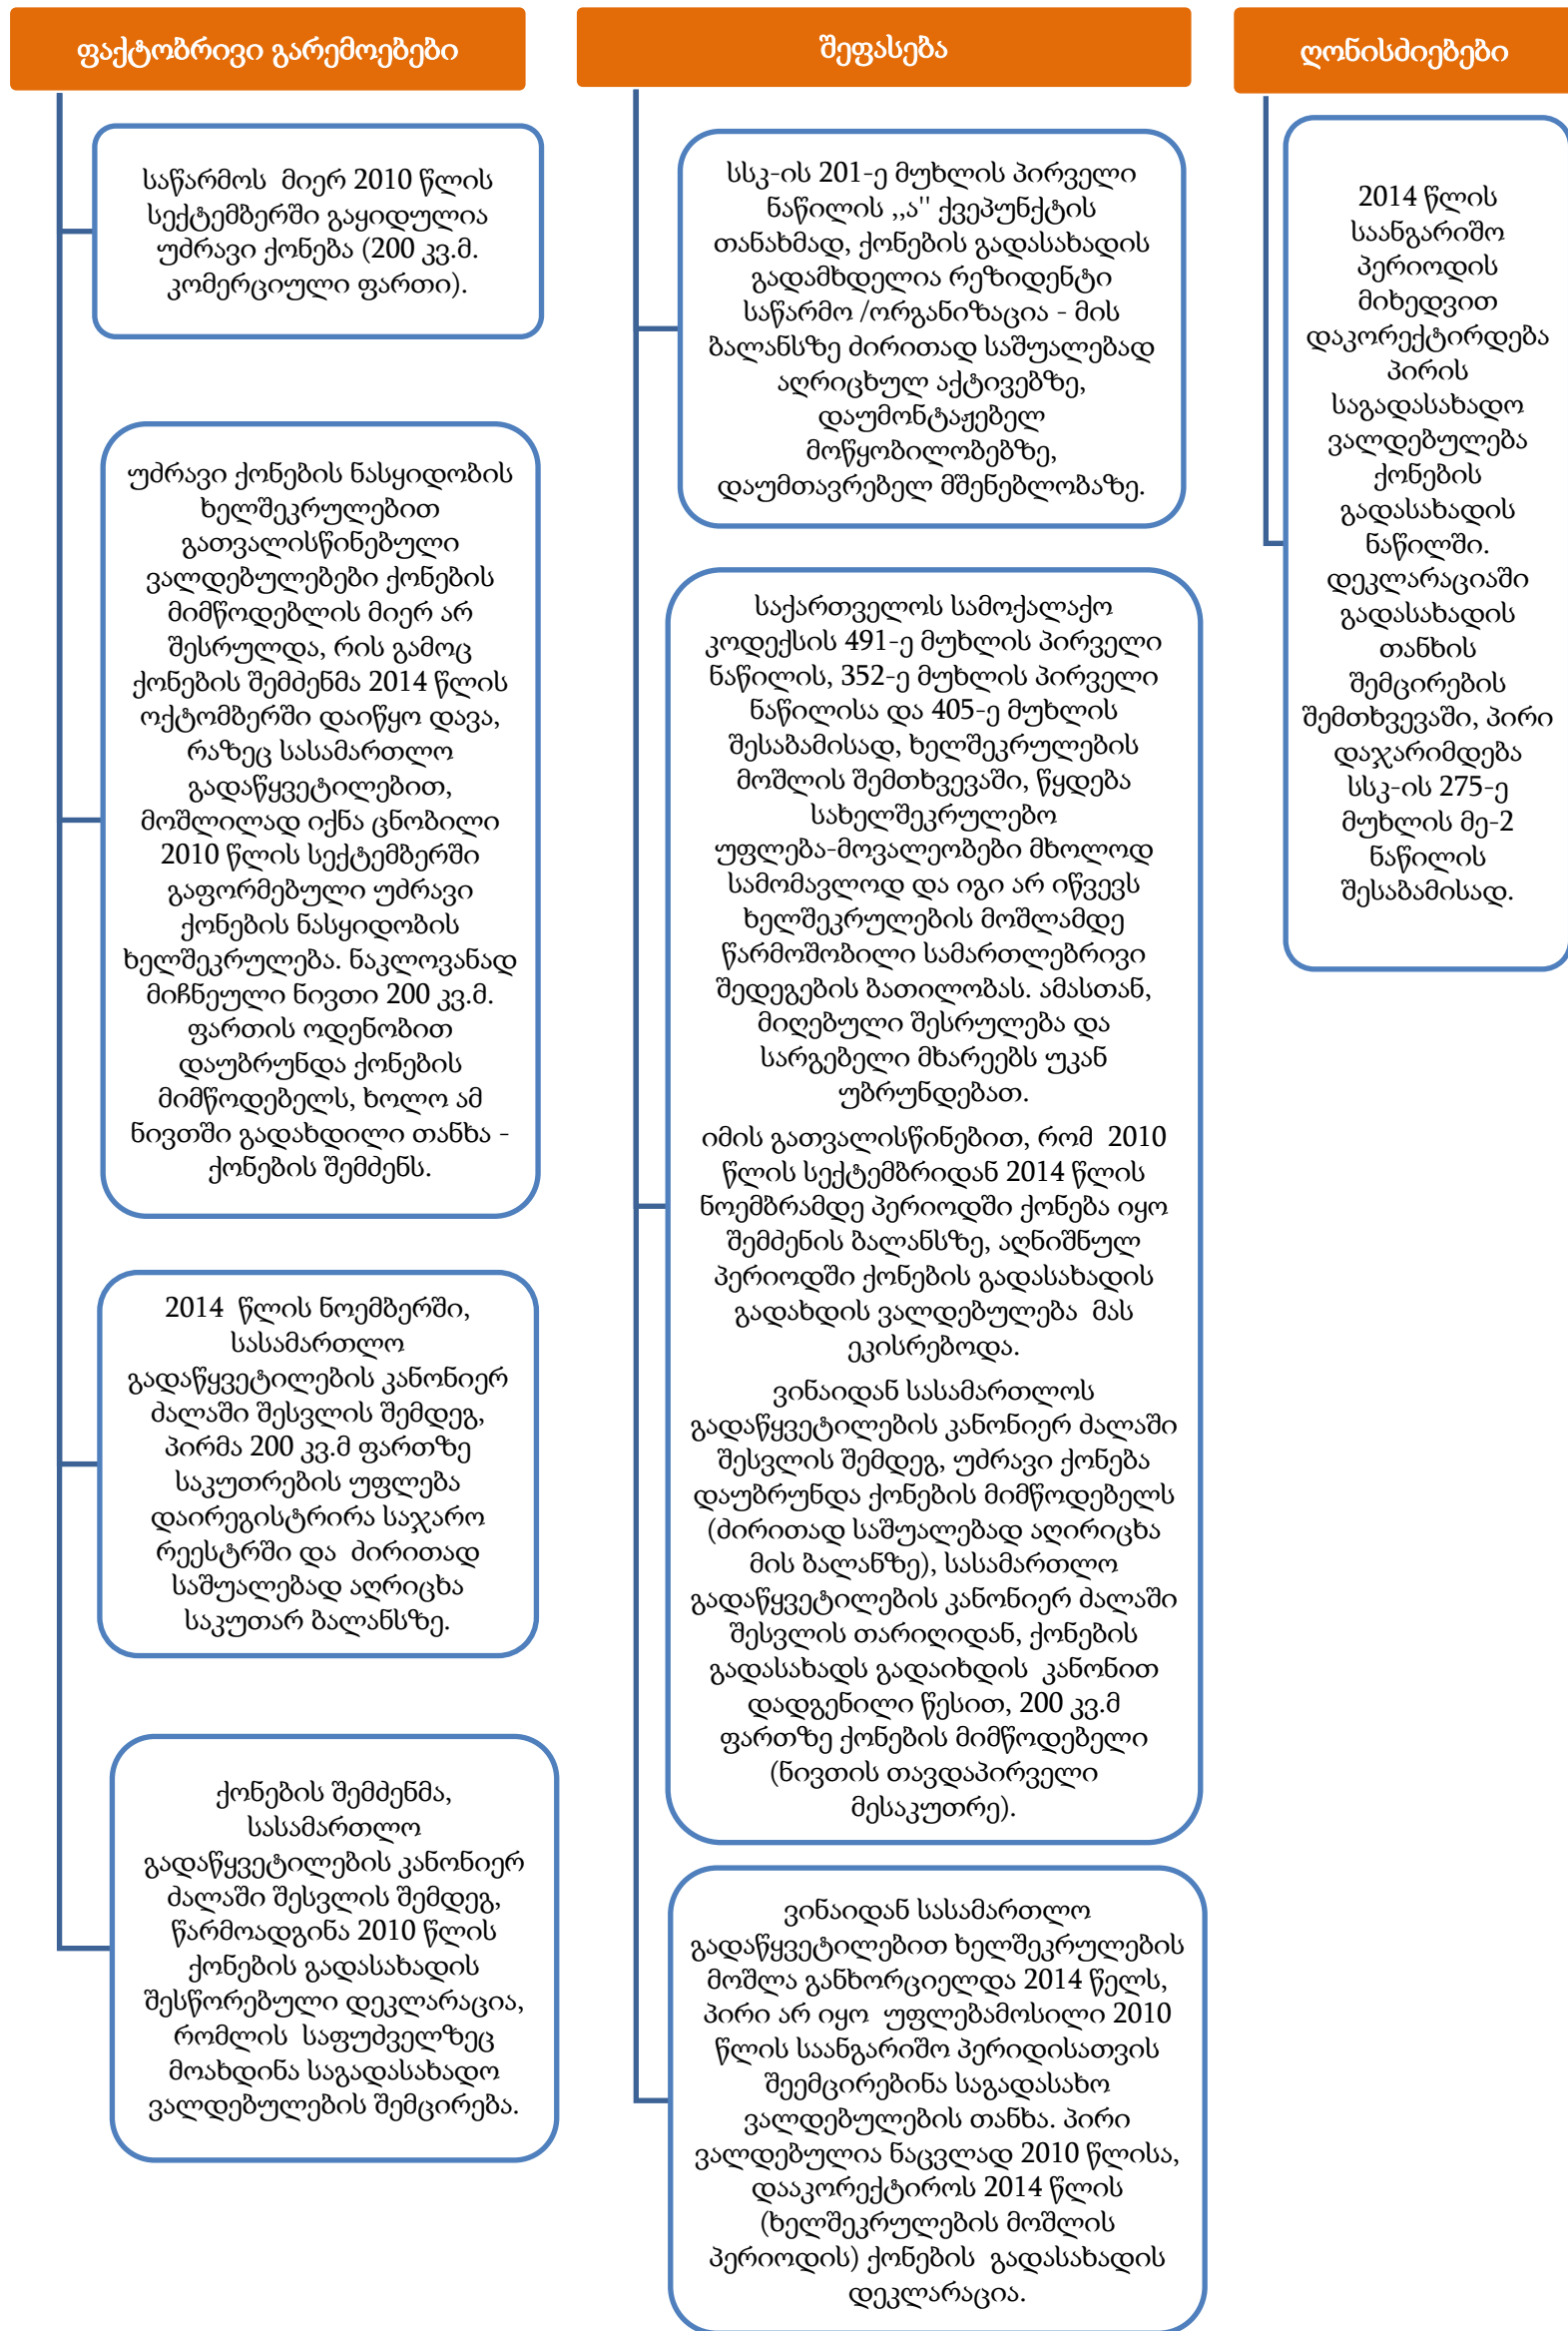 ფაქტობრივი გარემოებები
საწარმოს მიერ 2010 წლის
სექტემბერში გაყიდულია
უძრავი ქონება (200 კვ.მ.
კომერციული ფართი).
უძრავი ქონების ნასყიდობის
ხელშეკრულებით
გათვალისწინებული
ვალდებულებები ქონების
მიმწოდებლის მიერ არ
შესრულდა, რის გამოც
ქონების შემძენმა 2014 წლის
ოქტომბერში დაიწყო დავა,
რაზეც სასამართლო
გადაწყვეტილებით,
მოშლილად იქნა ცნობილი
2010 წლის სექტემბერში
გაფორმებული უძრავი
ქონების ნასყიდობის
ხელშეკრულება. ნაკლოვანად
მიჩნეული ნივთი 200 კვ.მ.
ფართის ოდენობით
დაუბრუნდა ქონების
მიმწოდებელს, ხოლო ამ
ნივთში გადახდილი თანხა -
ქონების შემძენს.
2014 წლის ნოემბერში,
სასამართლო
გადაწყვეტილების კანონიერ
ძალაში შესვლის შემდეგ,
პირმა 200 კვ.მ ფართზე
საკუთრების უფლება
დაირეგისტრირა საჯარო
რეესტრში და ძირითად
საშუალებად აღრიცხა
საკუთარ ბალანსზე.
ქონების შემძენმა,
სასამართლო
გადაწყვეტილების კანონიერ
ძალაში შესვლის შემდეგ,
წარმოადგინა 2010 წლის
ქონების გადასახადის
შესწორებული დეკლარაცია,
რომლის საფუძველზეც
მოახდინა საგადასახადო
ვალდებულების შემცირება.
შეფასება
სსკ-ის 201-ე მუხლის პირველი
ნაწილის ,,ა'' ქვეპუნქტის
თანახმად, ქონების გადასახადის
გადამხდელია რეზიდენტი
საწარმო /ორგანიზაცია - მის
ბალანსზე ძირითად საშუალებად
აღრიცხულ აქტივებზე,
დაუმონტაჟებელ
მოწყობილობებზე,
დაუმთავრებელ მშენებლობაზე.
საქართველოს სამოქალაქო
კოდექსის 491-ე მუხლის პირველი
ნაწილის, 352-ე მუხლის პირველი
ნაწილისა და 405-ე მუხლის
შესაბამისად, ხელშეკრულების
მოშლის შემთხვევაში, წყდება
სახელშეკრულებო
უფლება-მოვალეობები მხოლოდ
სამომავლოდ და იგი არ იწვევს
ხელშეკრულების მოშლამდე
წარმოშობილი სამართლებრივი
შედეგების ბათილობას. ამასთან,
მიღებული შესრულება და
სარგებელი მხარეებს უკან
უბრუნდებათ.
იმის გათვალისწინებით, რომ 2010
წლის სექტემბრიდან 2014 წლის
ნოემბრამდე პერიოდში ქონება იყო
შემძენის ბალანსზე, აღნიშნულ
პერიოდში ქონების გადასახადის
გადახდის ვალდებულება მას
ეკისრებოდა.
ვინაიდან სასამართლოს
გადაწყვეტილების კანონიერ ძალაში
შესვლის შემდეგ, უძრავი ქონება
დაუბრუნდა ქონების მიმწოდებელს
(ძირითად საშუალებად აღირიცხა
მის ბალანზე), სასამართლო
გადაწყვეტილების კანონიერ ძალაში
შესვლის თარიღიდან, ქონების
გადასახადს გადაიხდის კანონით
დადგენილი წესით, 200 კვ.მ
ფართზე ქონების მიმწოდებელი
(ნივთის თავდაპირველი
მესაკუთრე).
ვინაიდან სასამართლო
გადაწყვეტილებით ხელშეკრულების
მოშლა განხორციელდა 2014 წელს,
პირი არ იყო უფლებამოსილი 2010
წლის საანგარიშო პერიდისათვის
შეემცირებინა საგადასახო
ვალდებულების თანხა. პირი
ვალდებულია ნაცვლად 2010 წლისა,
დააკორექტიროს 2014 წლის
(ხელშეკრულების მოშლის
პერიოდის) ქონების გადასახადის
დეკლარაცია.
ღონისძიებები
2014 წლის
საანგარიშო
პერიოდის
მიხედვით
დაკორექტირდება
პირის
საგადასახადო
ვალდებულება
ქონების
გადასახადის
ნაწილში.
დეკლარაციაში
გადასახადის
თანხის
შემცირების
შემთხვევაში, პირი
დაჯარიმდება
სსკ-ის 275-ე
მუხლის მე-2
ნაწილის
შესაბამისად.